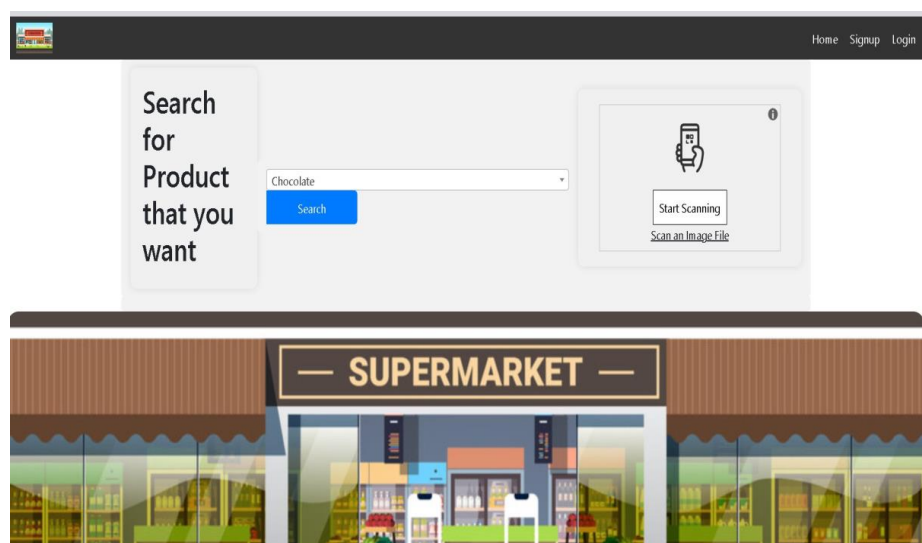 Home Signup Login
Search
for
Product
that you
want
Chocolate
Search
Start Scanning
Scan an Image File
SUPERMARKET